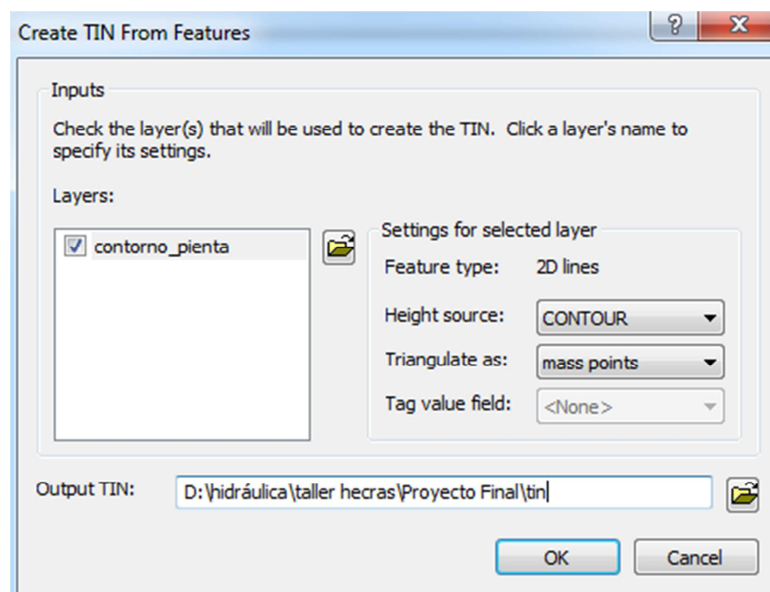 Create TIN From Features
Inputs
Check the layer(s) that will be used to create the TIN. Click a layer's name to
specify its settings.
Layers:
contorno_pienta
Settings for selected layer
Feature type: 2D lines
Height source: CONTOUR
Triangulate as: mass points
Tag value field: <None>
Output TIN: D:\hidráulica\taller hecras\Proyecto Final\tin
OK Cancel